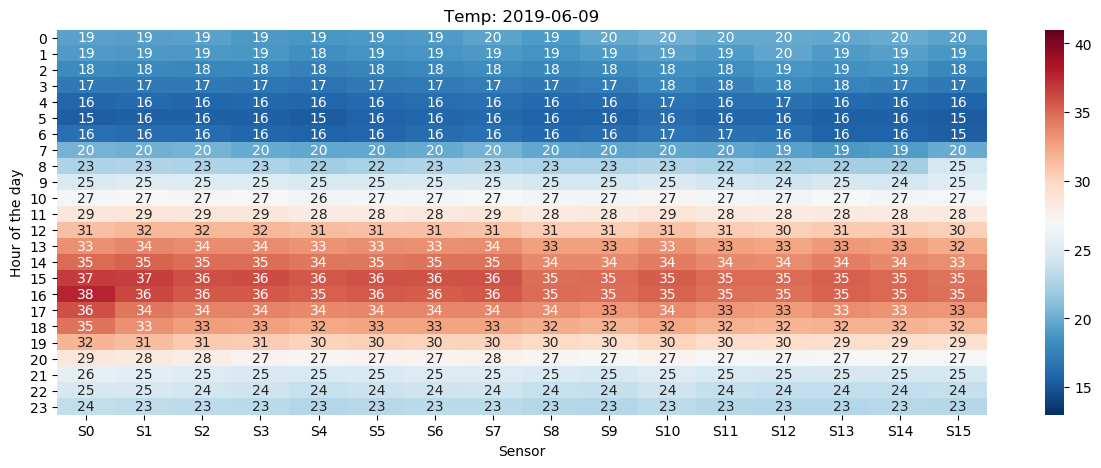 Temp: 2019-06-09
0 19 19 19 19 19 19 19 20 19 20 20 20 20 20 20 20
1 19 19 19 19 18 19 19 19 19 19 19 19 20 19 19 19
2 18 18 18 18 18 18 18 18 18 18 18 18 19 19 19 18
3 17 17 17 17 17 17 17 17 17 17 18 18 18 18 17 17
4 16 16 16 16 16 16 16 16 16 16 17 16 17 16 16 16
5 15 16 16 16 15 16 16 16 16 16 16 16 16 16 16 15
6 16 16 16 16 16 16 16 16 16 16 17 17 16 16 16 15
7 20 20 20 20 20 20 20 20 20 20 20 20 19 19 19 20
8 23 23 23 23 22 22 23 23 23 23 23 22 22 22 22 25
9 25 25 25 25 25 25 25 25 25 25 25 24 24 25 24 25
10 27 27 27 27 26 27 27 27 27 27 27 27 27 27 27 27
11 29 29 29 29 28 28 28 29 28 28 29 28 28 28 28 28
12 31 32 32 32 31 31 31 31 31 31 31 31 30 31 31 30
13 33 34 34 34 33 33 33 34 33 33 33 33 33 33 33 32
14 35 35 35 35 34 35 35 35 34 34 34 34 34 34 34 33
15 37 37 36 36 36 36 36 36 35 35 35 35 35 35 35 35
16 38 36 36 36 35 36 36 36 35 35 35 35 35 35 35 35
17 36 34 34 34 34 34 34 34 34 33 34 33 33 33 33 33
18 35 33 33 33 32 33 33 33 32 32 32 32 32 32 32 32
19 32 31 31 31 30 30 30 30 30 30 30 30 30 29 29 29
20 29 28 28 27 27 27 27 28 27 27 27 27 27 27 27 27
21 26 25 25 25 25 25 25 25 25 25 25 25 25 25 25 25
22 25 25 24 24 24 24 24 24 24 24 24 24 24 24 24 24
23 24 23 23 23 23 23 23 23 23 23 23 23 23 23 23 23
S0 S1 S2 S3 S4 S5 S6 S7 S8 S9 S10 S11 S12 S13 S14 S15
Sensor
Hour of the day
40
35
30
25
20
15